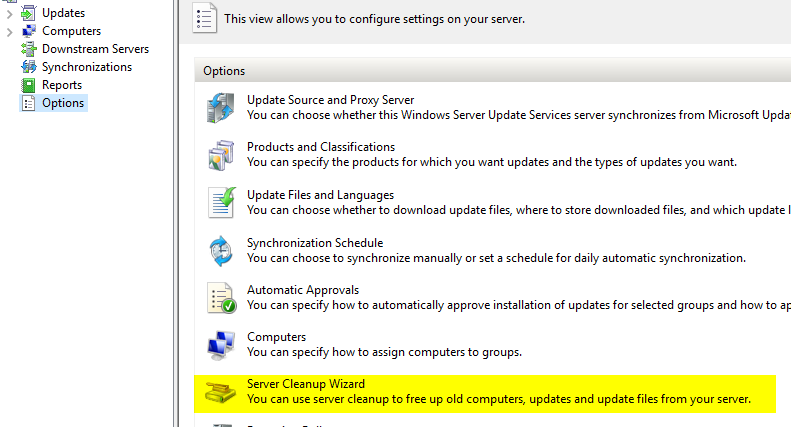 Updates
Computers
Downstream Servers
Synchronizations
Reports
Options
This view allows you to configure settings on your server.
Options
Update Source and Proxy Server
You can choose whether this Windows Server Update Services server synchronizes from Microsoft
Products and Classifications
You can specify the products for which you want updates and the types of updates you want.
Update Files and Languages
You can choose whether to download update files, where to store downloaded files, and which update
Synchronization Schedule
You can choose to synchronize manually or set a schedule for daily automatic synchronization.
Automatic Approvals
You can specify how to automatically approve installation of updates for selected groups and how to
Computers
You can specify how to assign computers to groups.
Server Cleanup Wizard
You can use server cleanup to free up old computers, updates and update files from your server.